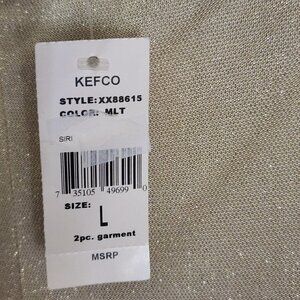 KEFCO
STYLE: XX88615
COLOR: MLT
SIRI
7 35105 49699 0
SIZE:
L
2pc. garment
MSRP